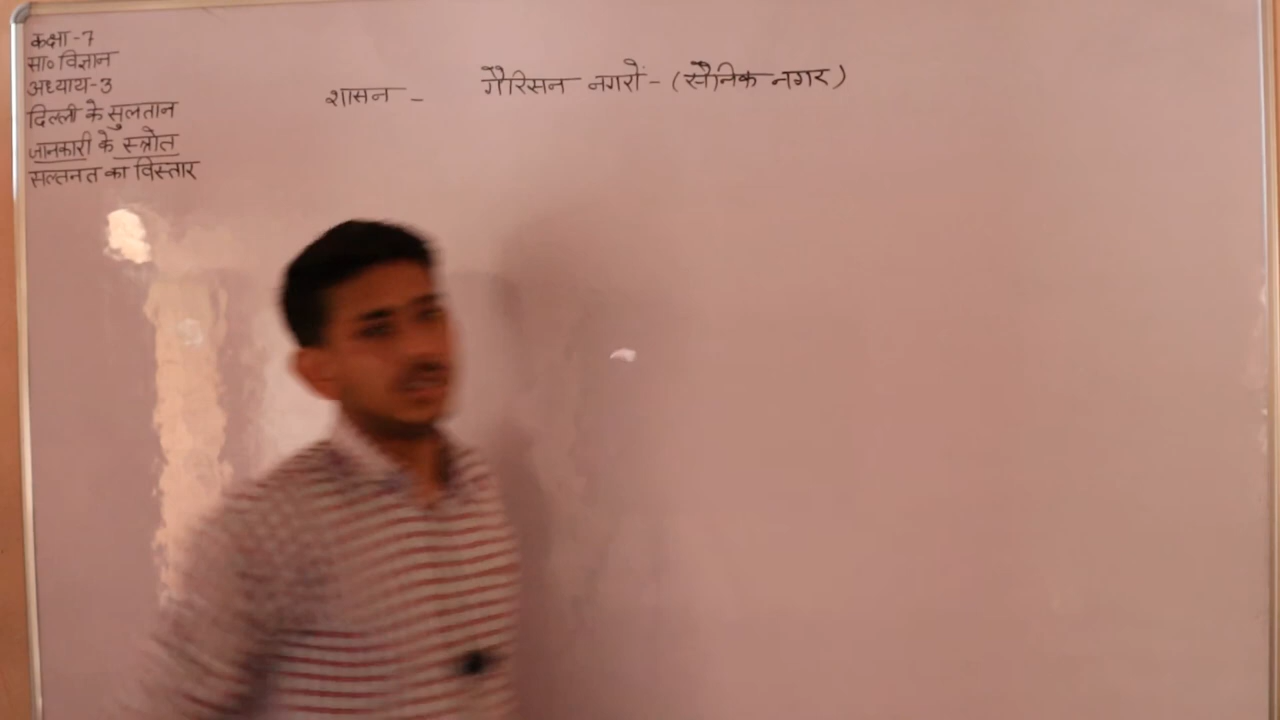 कक्षा-7
सा० विज्ञान
अध्याय-3
दिल्ली के सुलतान
जानकारी के स्त्रोत
सल्तनत का विस्तार
शासन - गैरिसन नगरों - (सैनिक नगर)